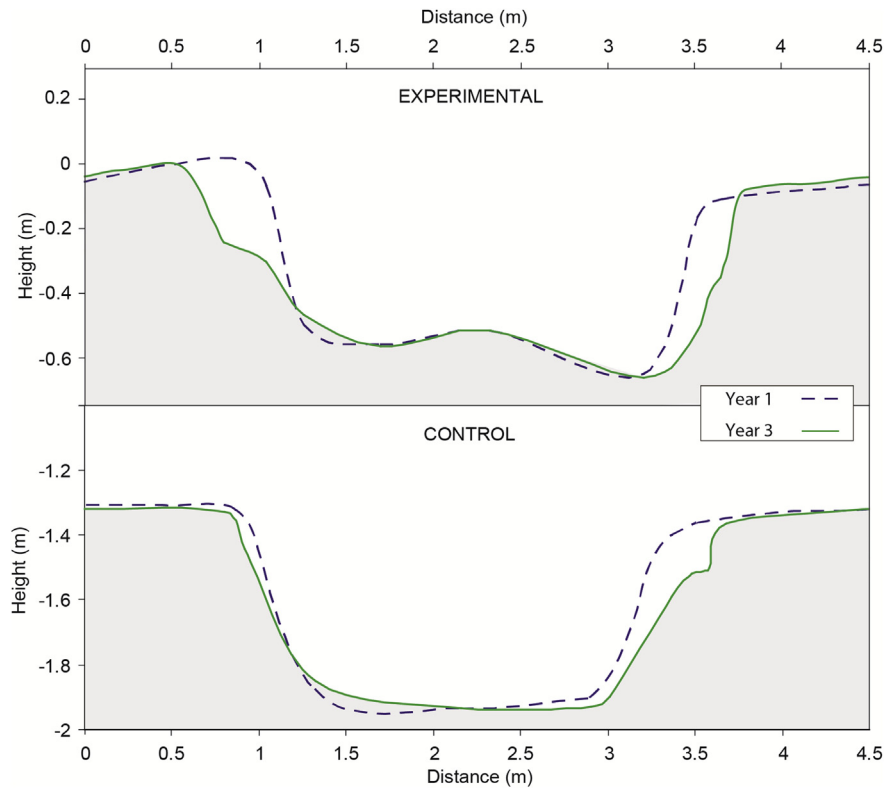 Distance (m)
0 0.5 1 1.5 2 2.5 3 3.5 4 4.5
EXPERIMENTAL
0.2
0
-0.2
-0.4
-0.6
Height (m)
Year 1
Year 3
CONTROL
-1.2
-1.4
-1.6
-1.8
-2
Height (m)
0 0.5 1 1.5 2 2.5 3 3.5 4 4.5
Distance (m)